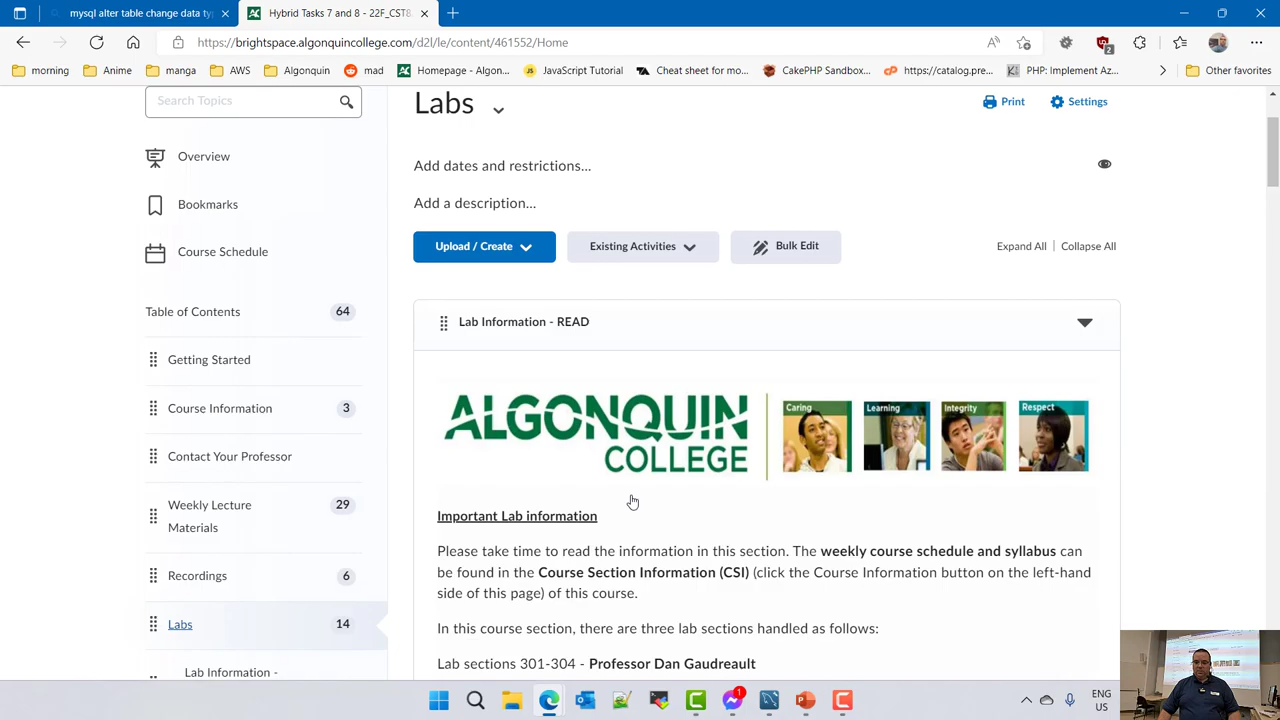 mysql alter table change data ty
Hybrid Tasks 7 and 8 - 22F_CST8
https://brightspace.algonquincollege.com/d2l/le/content/461552/Home
2
morning
Anime
manga
AWS
Algonquin
mad
Homepage - Algon...
JavaScript Tutorial
Cheat sheet for mo...
CakePHP Sandbox...
https://catalog.pre...
PHP: Implement Az...
Other favorites
Search Topics
Labs
Print
Settings
Overview
Add dates and restrictions...
Bookmarks
Add a description...
Course Schedule
Upload / Create
Existing Activities
Bulk Edit
Expand All | Collapse All
Table of Contents 64
Lab Information - READ
Getting Started
Course Information 3
ALGONQUIN
COLLEGE
Caring
Learning
Integrity
Respect
Contact Your Professor
Weekly Lecture 29
Materials
Important Lab information
Please take time to read the information in this section. The weekly course schedule and syllabus can
be found in the Course Section Information (CSI) (click the Course Information button on the left-hand
side of this page) of this course.
Recordings 6
Labs 14
In this course section, there are three lab sections handled as follows:
Lab sections 301-304 - Professor Dan Gaudreault
Lab Information -
1
ENG
US